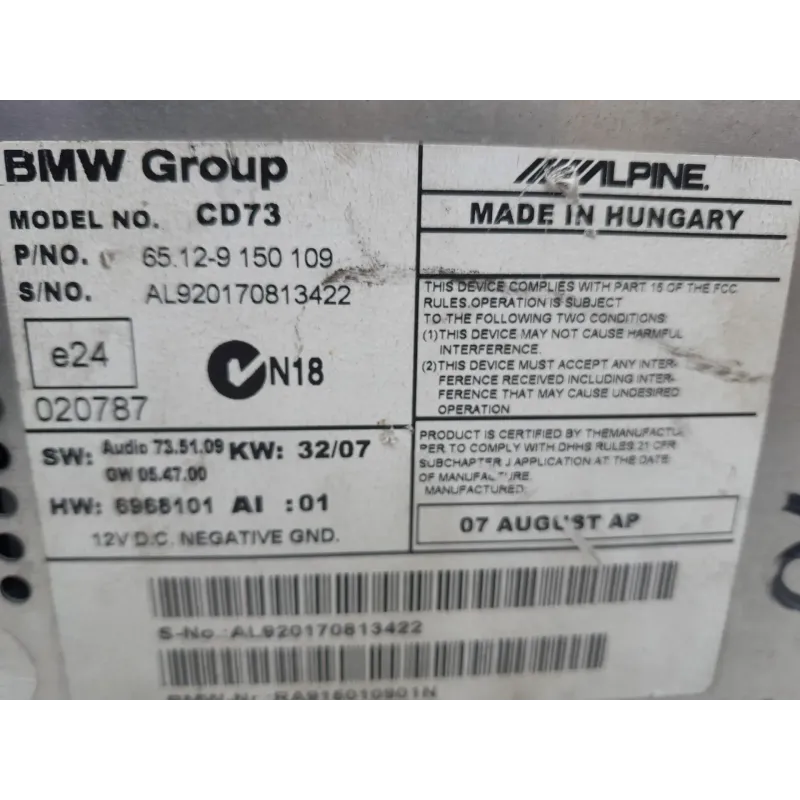 BMW Group
MODEL NO. CD73
P/NO. 65.12-9 150 109
S/NO. AL920170813422
e24
020787
N18
SW: Audio 73.51.09 KW: 32/07
GW 05.47.00
HW: 6968101 AI :01
12V D.C. NEGATIVE GND.
ALPINE.
MADE IN HUNGARY
THIS DEVICE COMPLIES WITH PART 15 OF THE FCC
RULES.OPERATION IS SUBJECT
TO THE FOLLOWING TWO CONDITIONS:
(1)THIS DEVICE MAY NOT CAUSE HARMFUL
INTERFERENCE.
(2)THIS DEVICE MUST ACCEPT ANY INTER-
FERENCE RECEIVED INCLUDING INTER-
FERENCE THAT MAY CAUSE UNDESIRED
OPERATION
PRODUCT IS CERTIFIED BY THEMANUFACTU
PER TO COMPLY WITH DHHS RULES.21 CFR
SUBCHAPTER J APPLICATION AT THE DATE
OF MANUFACTURE.
MANUFACTURED:
07 AUGUST AP
S-No.: AL920170813422
BMW-Nr.: RA915010901N